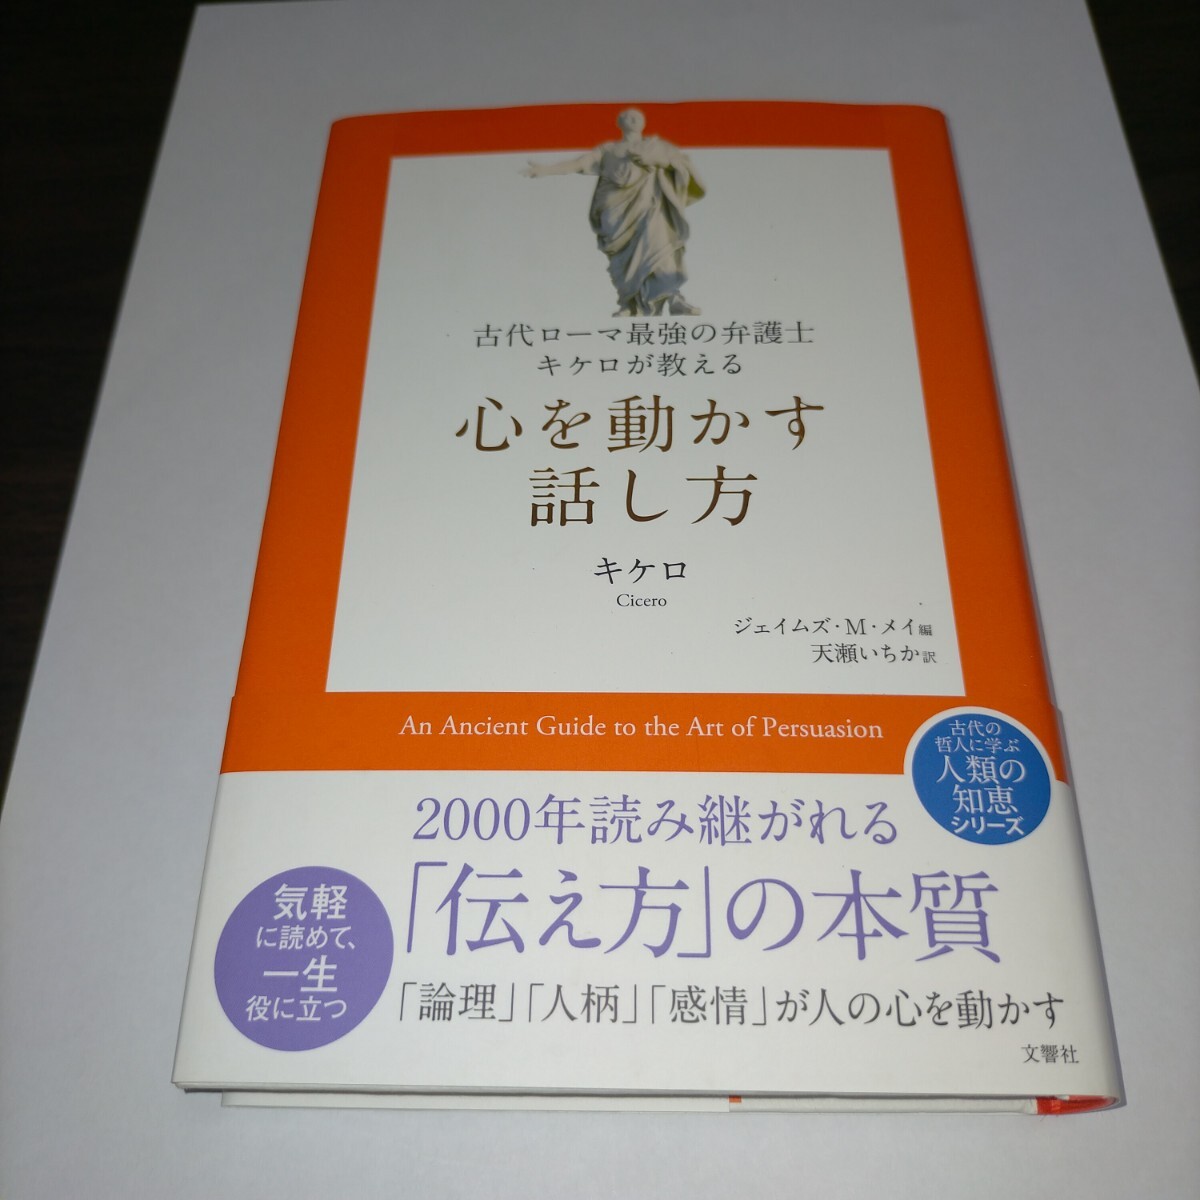 古代ローマ最強の弁護士
キケロが教える
心を動かす
話し方
キケロ
Cicero
ジェイムズ・M・メイ編
天瀬いちか訳
An Ancient Guide to the Art of Persuasion
古代の
哲人に学ぶ
人類の
知恵
シリーズ
2000年読み継がれる
「伝え方」の本質
気軽
に読めて、
一生
役に立つ
「論理」「人柄」「感情」が人の心を動かす
文響社